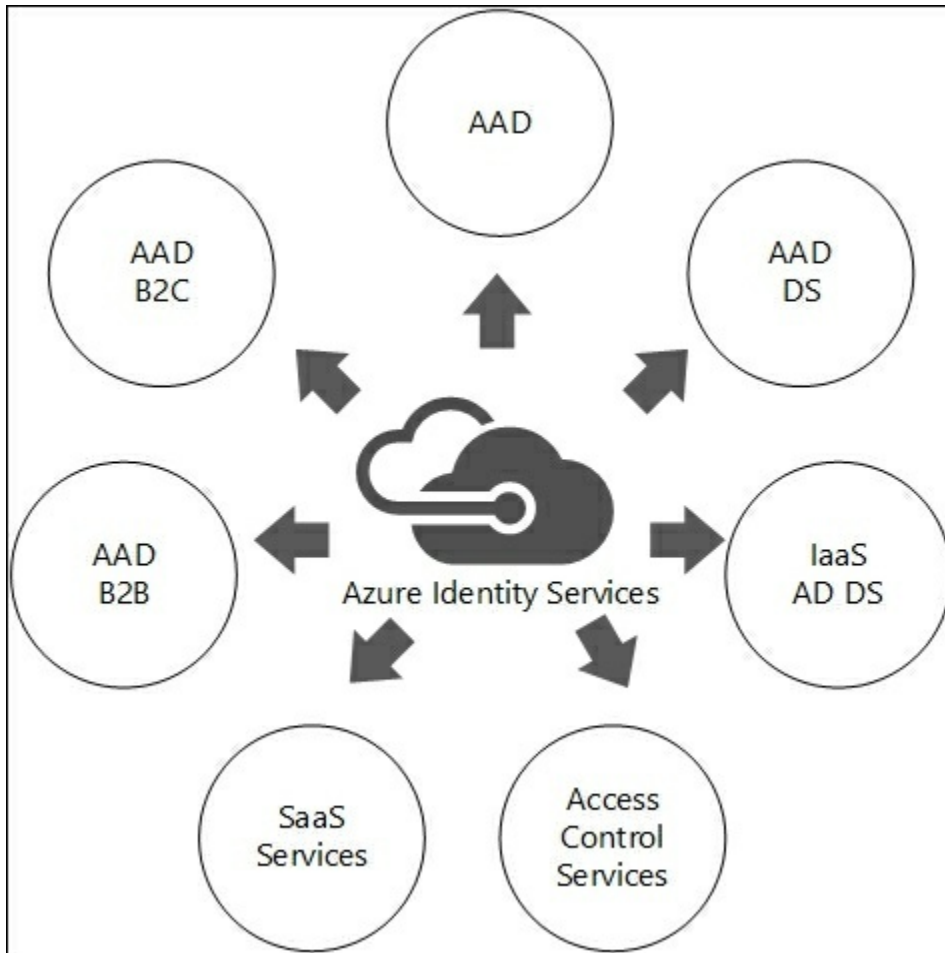 AAD
AAD
B2C
AAD
DS
Azure Identity Services
AAD
B2B
IaaS
AD DS
SaaS
Services
Access
Control
Services